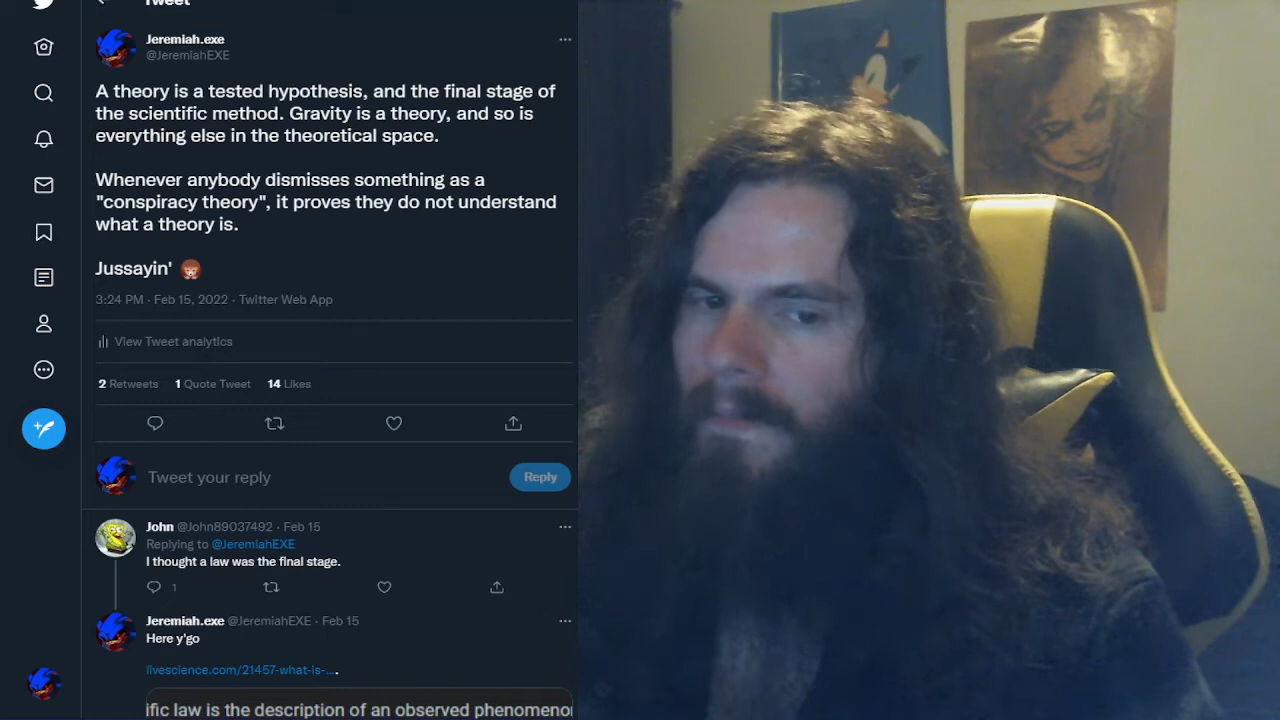 Tweet
Jeremiah.exe
@JeremiahEXE
A theory is a tested hypothesis, and the final stage of
the scientific method. Gravity is a theory, and so is
everything else in the theoretical space.
Whenever anybody dismisses something as a
"conspiracy theory", it proves they do not understand
what a theory is.
Jussayin'
3:24 PM · Feb 15, 2022 · Twitter Web App
View Tweet analytics
2 Retweets 1 Quote Tweet 14 Likes
Tweet your reply
Reply
John @John89037492 · Feb 15
Replying to @JeremiahEXE
I thought a law was the final stage.
1
Jeremiah.exe @JeremiahEXE · Feb 15
Here y'go
livescience.com/21457-what-is-....
ific law is the description of an observed phenomenon